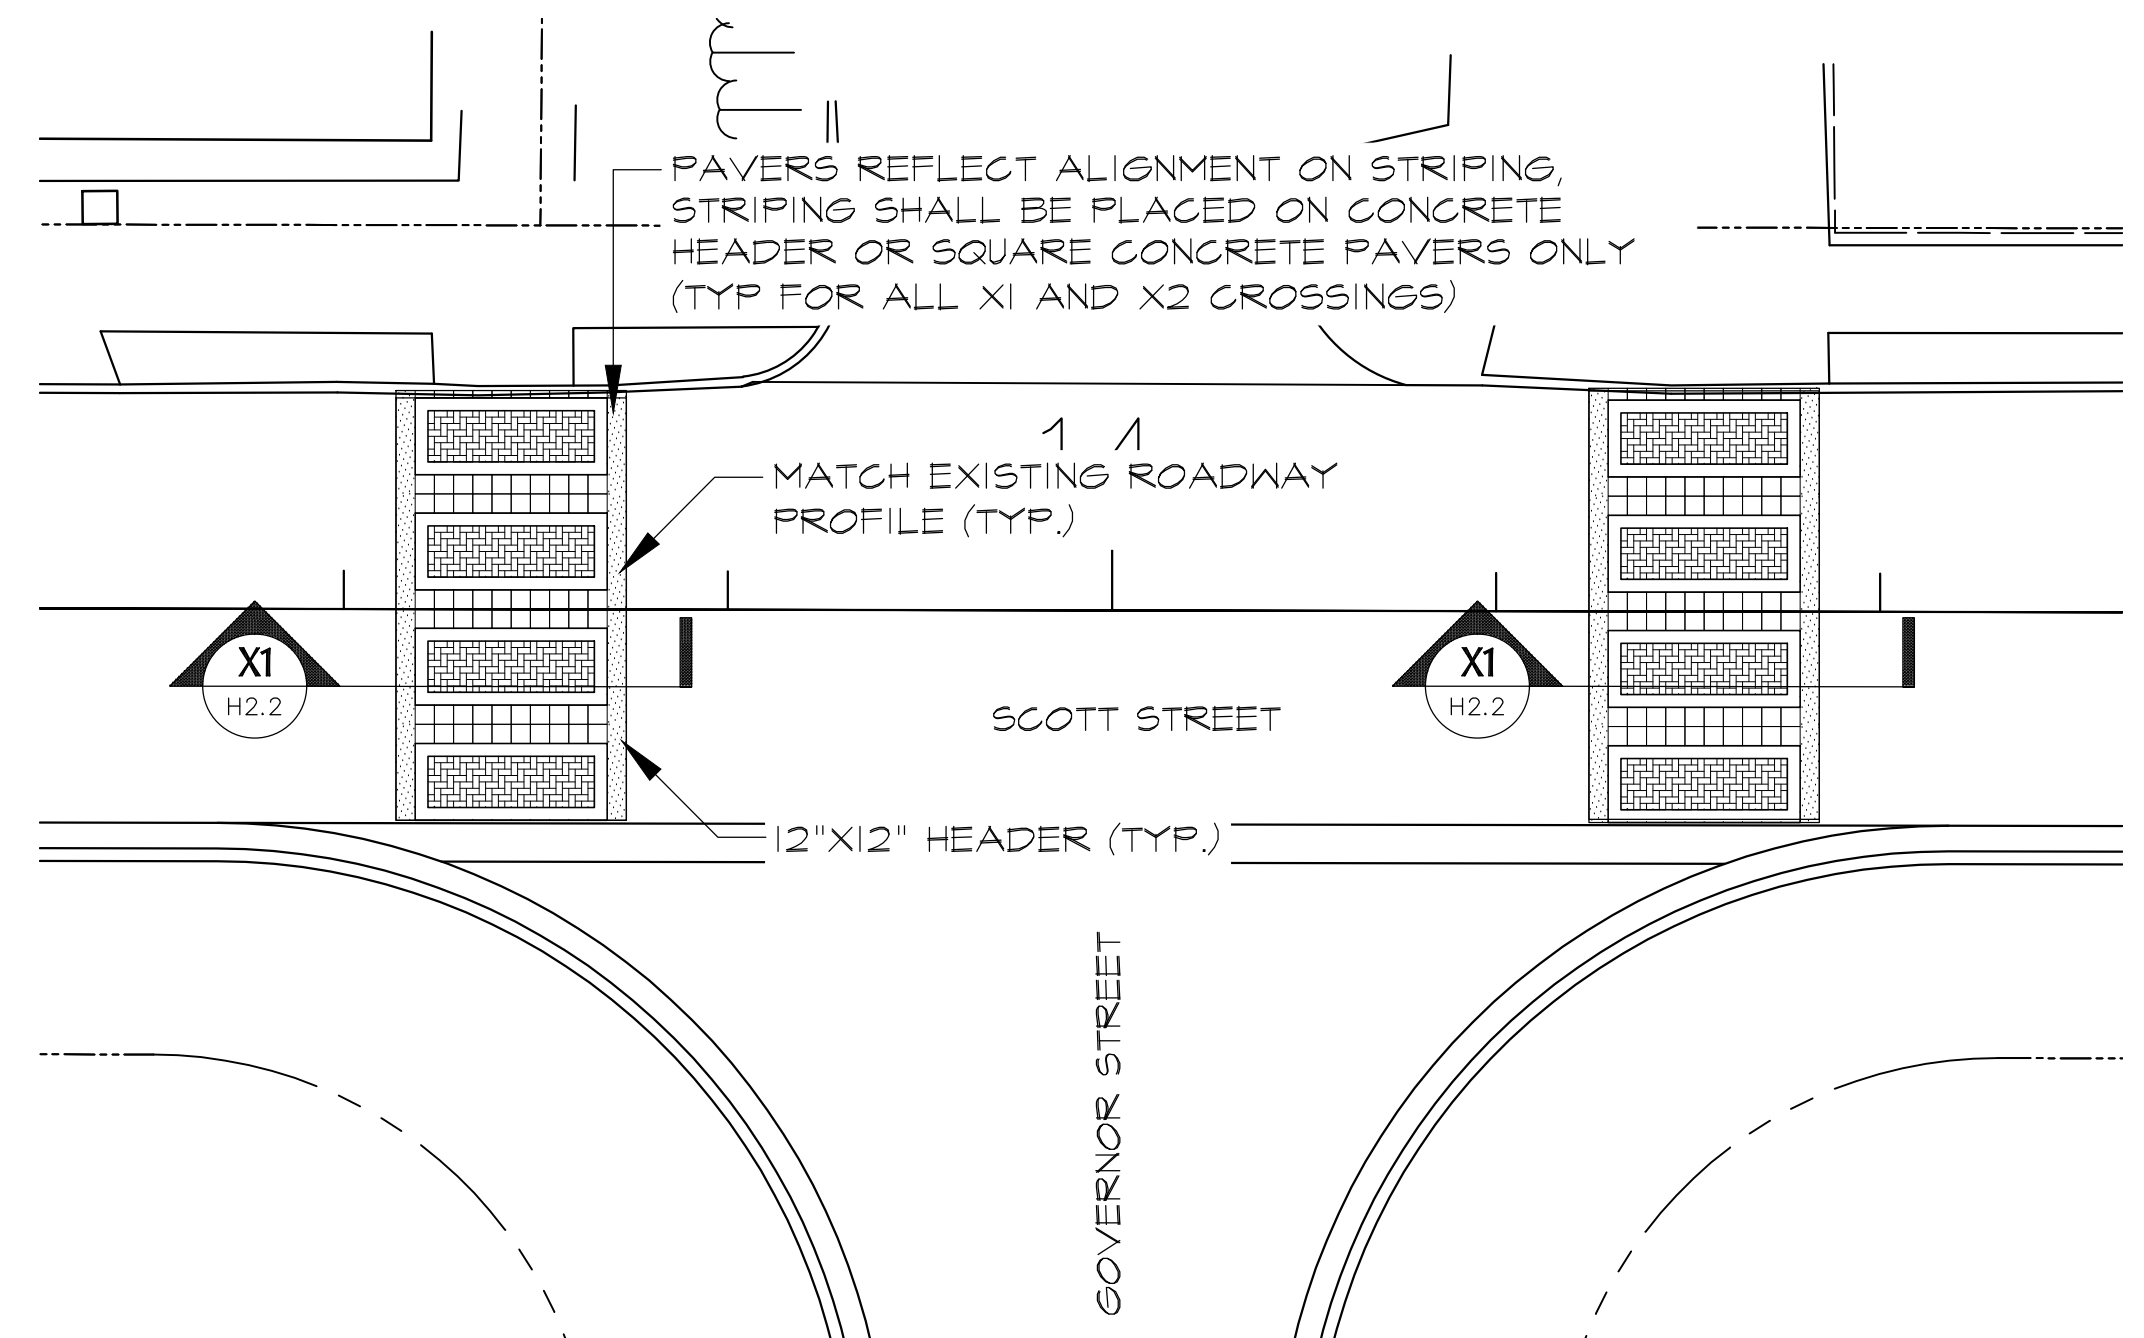 PAVERS REFLECT ALIGNMENT ON STRIPING,
STRIPING SHALL BE PLACED ON CONCRETE
HEADER OR SQUARE CONCRETE PAVERS ONLY
(TYP FOR ALL X1 AND X2 CROSSINGS)
MATCH EXISTING ROADWAY
PROFILE (TYP.)
X1
H2.2
X1
H2.2
SCOTT STREET
12"X12" HEADER (TYP.)
GOVERNOR STREET